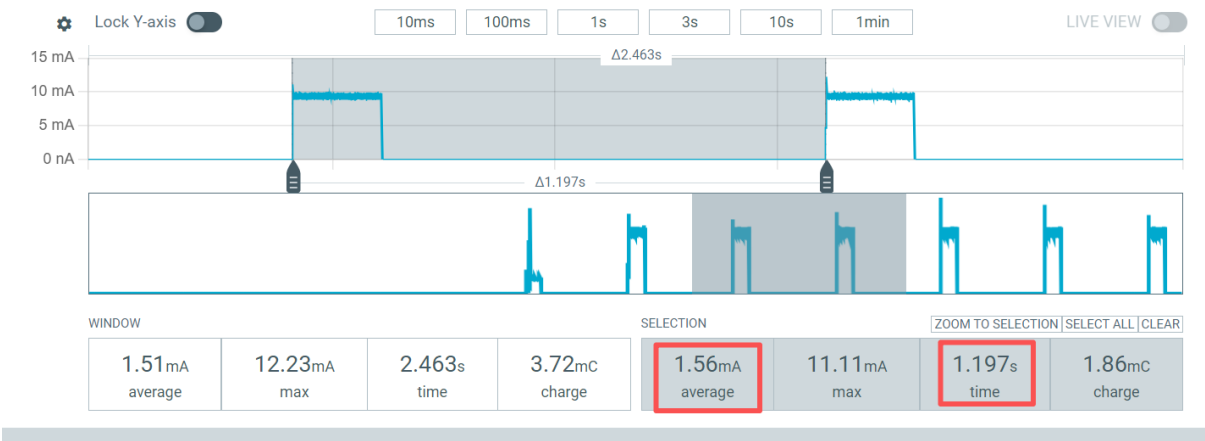 Lock Y-axis 10ms 100ms 1s 3s 10s 1min LIVE VIEW
Δ2.463s
15 mA
10 mA
5 mA
0 nA
Δ1.197s
WINDOW SELECTION ZOOM TO SELECTION SELECT ALL CLEAR
1.51mA 12.23mA 2.463s 3.72mC 1.56mA 11.11mA 1.197s 1.86mC
average max time charge average max time charge